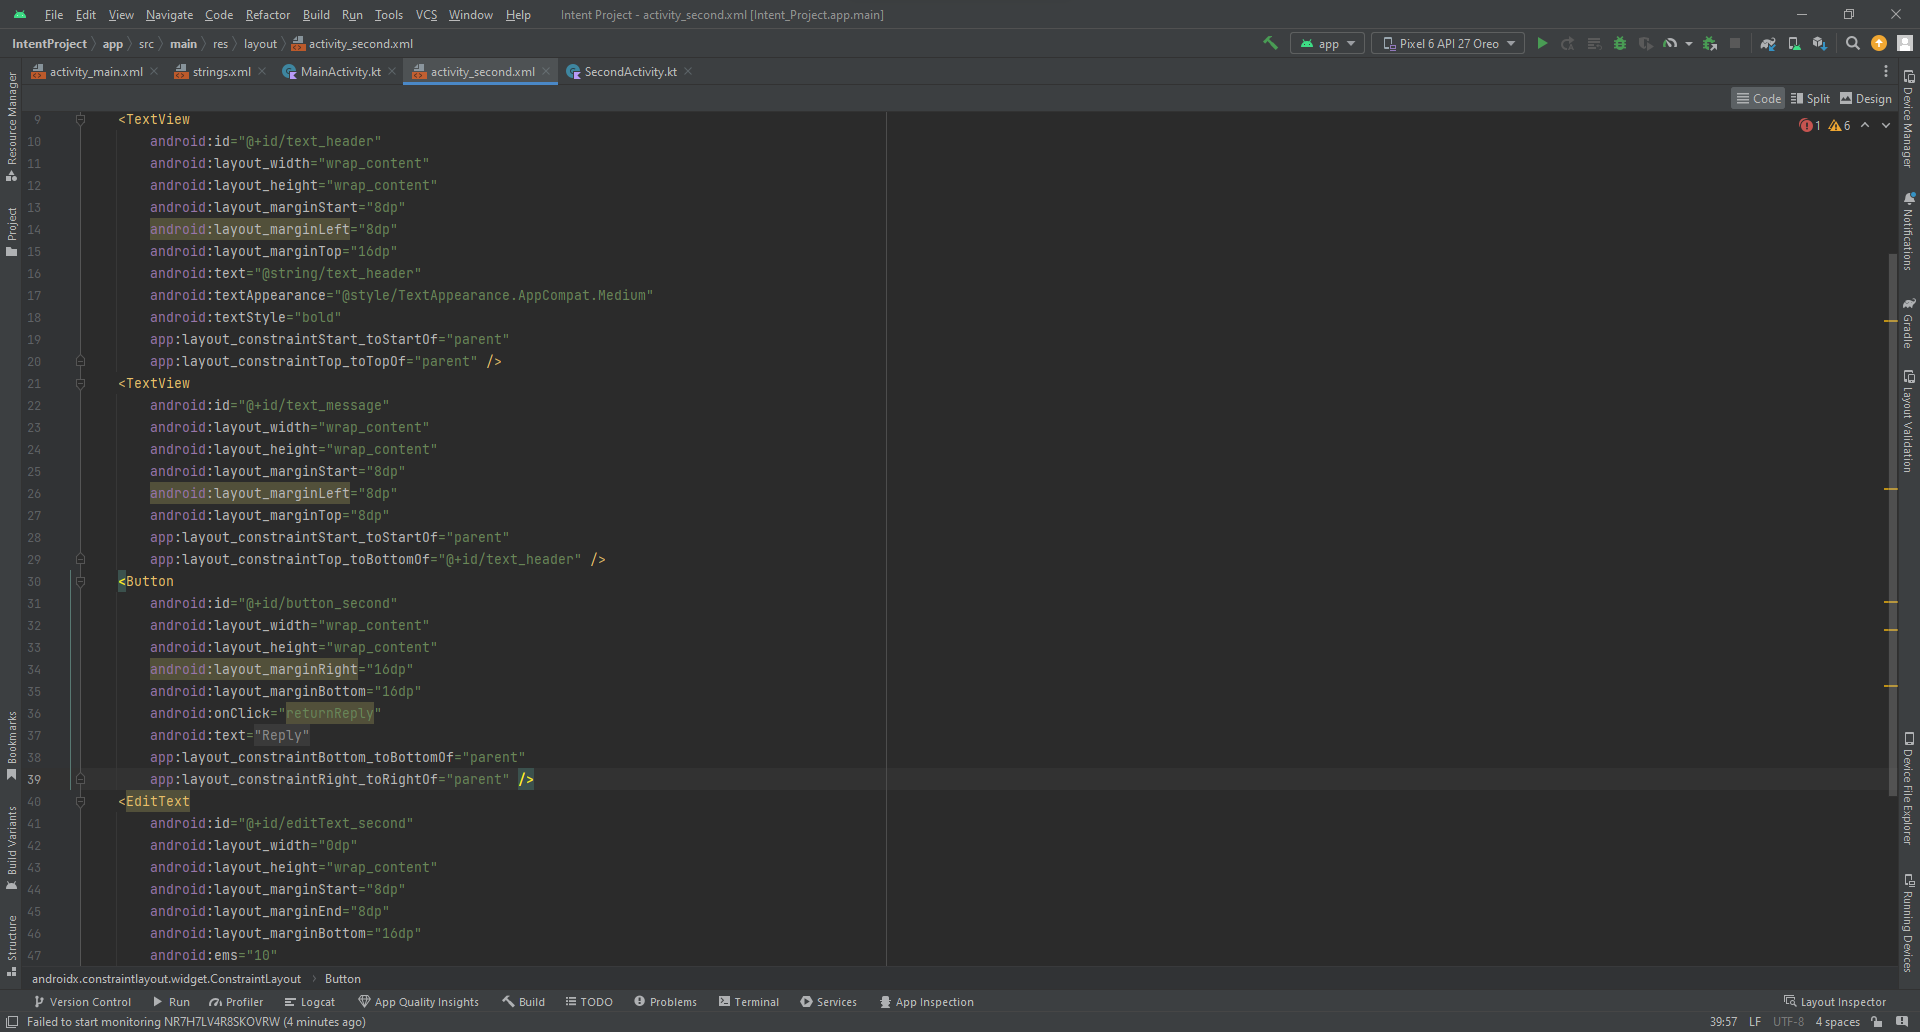 File Edit View Navigate Code Refactor Build Run Tools VCS Window Help Intent Project - activity_second.xml [Intent_Project.app.main]
IntentProject app src main res layout activity_second.xml app Pixel 6 API 27 Oreo
activity_main.xml strings.xml MainActivity.kt activity_second.xml SecondActivity.kt
Code Split Design
1 6
9 <TextView
10 android:id="@+id/text_header"
11 android:layout_width="wrap_content"
12 android:layout_height="wrap_content"
13 android:layout_marginStart="8dp"
14 android:layout_marginLeft="8dp"
15 android:layout_marginTop="16dp"
16 android:text="@string/text_header"
17 android:textAppearance="@style/TextAppearance.AppCompat.Medium"
18 android:textStyle="bold"
19 app:layout_constraintStart_toStartOf="parent"
20 app:layout_constraintTop_toTopOf="parent" />
21 <TextView
22 android:id="@+id/text_message"
23 android:layout_width="wrap_content"
24 android:layout_height="wrap_content"
25 android:layout_marginStart="8dp"
26 android:layout_marginLeft="8dp"
27 android:layout_marginTop="8dp"
28 app:layout_constraintStart_toStartOf="parent"
29 app:layout_constraintTop_toBottomOf="@+id/text_header" />
30 <Button
31 android:id="@+id/button_second"
32 android:layout_width="wrap_content"
33 android:layout_height="wrap_content"
34 android:layout_marginRight="16dp"
35 android:layout_marginBottom="16dp"
36 android:onClick="returnReply"
37 android:text="Reply"
38 app:layout_constraintBottom_toBottomOf="parent"
39 app:layout_constraintRight_toRightOf="parent" />
40 <EditText
41 android:id="@+id/editText_second"
42 android:layout_width="0dp"
43 android:layout_height="wrap_content"
44 android:layout_marginStart="8dp"
45 android:layout_marginEnd="8dp"
46 android:layout_marginBottom="16dp"
47 android:ems="10"
androidx.constraintlayout.widget.ConstraintLayout Button
Version Control Run Profiler Logcat App Quality Insights Build TODO Problems Terminal Services App Inspection Layout Inspector
Failed to start monitoring NR7H7LV4R8SKOVRW (4 minutes ago) 39:57 LF UTF-8 4 spaces
Resource Manager
Project
Bookmarks
Build Variants
Structure
Device Manager
Notifications
Gradle
Layout Validation
Device File Explorer
Running Devices